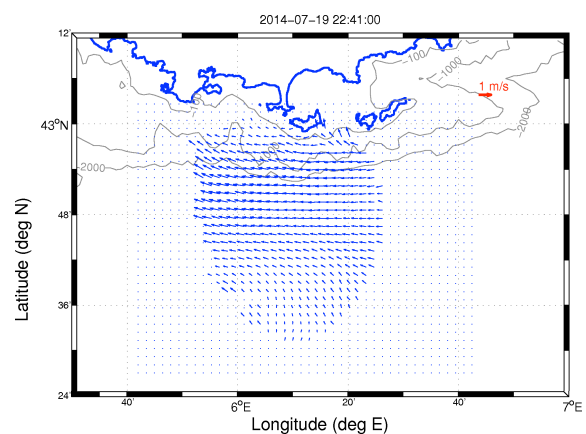 2014−07−19 22:41:00
12'
−100
−1000
1 m/s
−2000
43°N
−2000
48'
36'
24'
40'
6°E
20'
40'
7°E
Latitude (deg N)
Longitude (deg E)